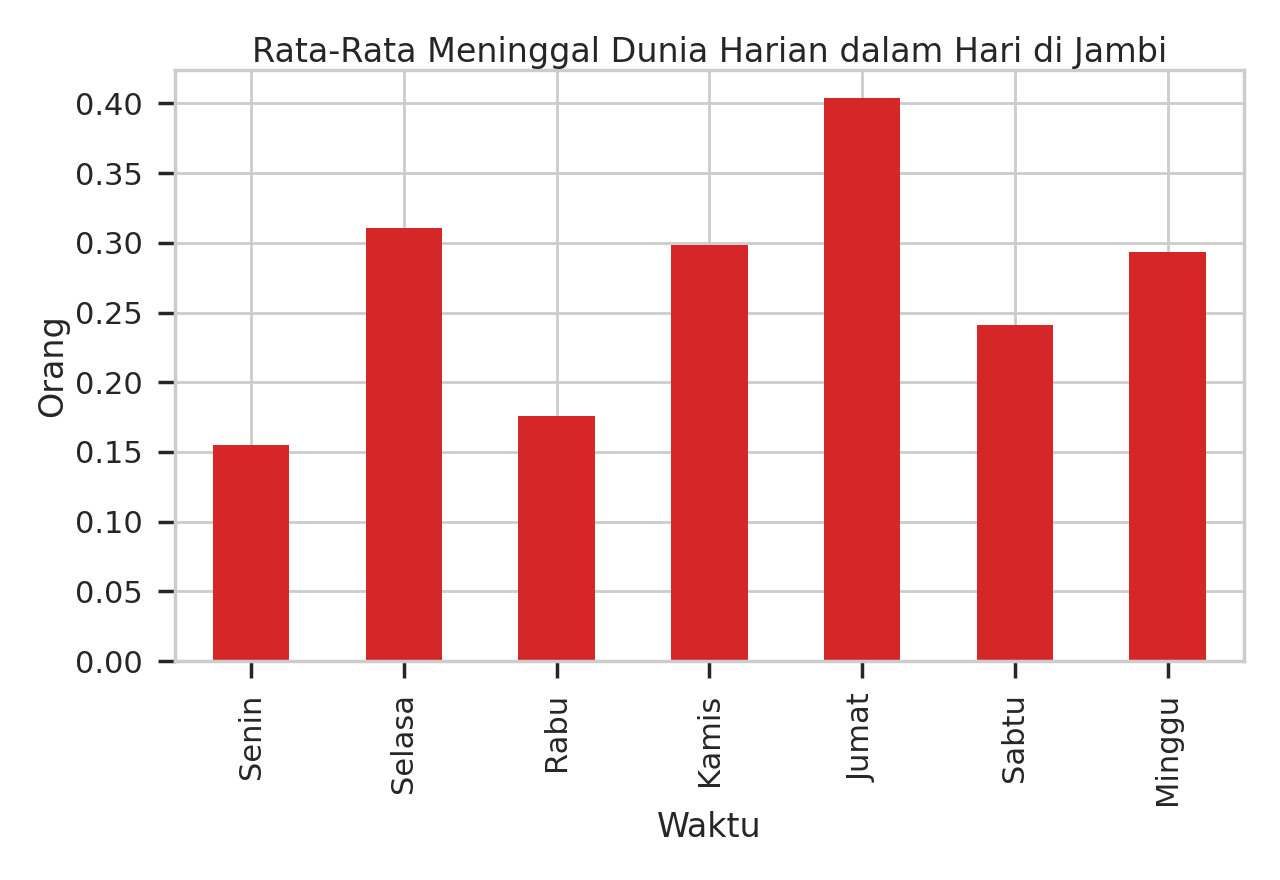 Rata-Rata Meninggal Dunia Harian dalam Hari di Jambi
0.40
0.35
0.30
0.25
0.20
0.15
0.10
0.05
0.00
Orang
Senin
Selasa
Rabu
Kamis
Jumat
Sabtu
Minggu
Waktu